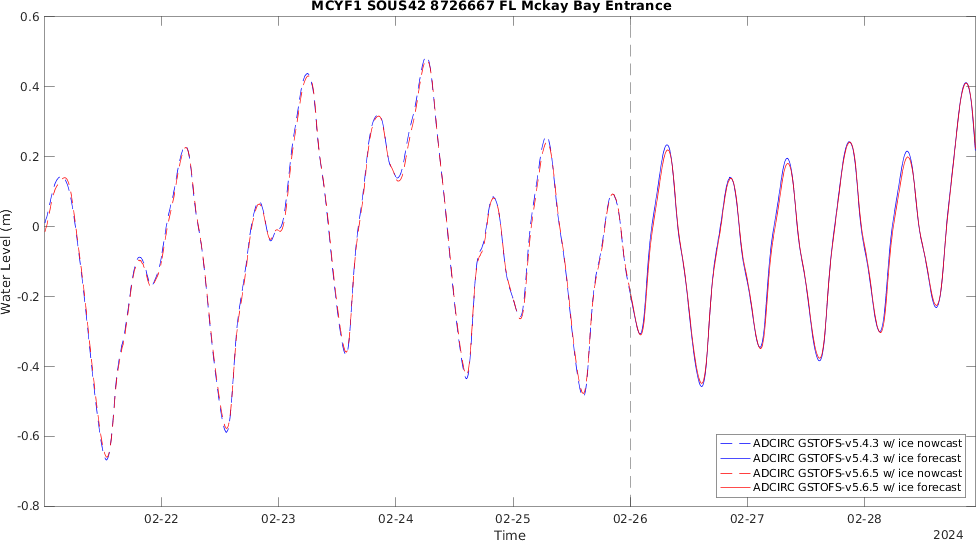 MCYF1 SOUS42 8726667 FL Mckay Bay Entrance
0.6
0.4
0.2
0
-0.2
-0.4
-0.6
-0.8
Water Level (m)
ADCIRC GSTOFS-v5.4.3 w/ ice nowcast
ADCIRC GSTOFS-v5.4.3 w/ ice forecast
ADCIRC GSTOFS-v5.6.5 w/ ice nowcast
ADCIRC GSTOFS-v5.6.5 w/ ice forecast
02-22 02-23 02-24 02-25 02-26 02-27 02-28
Time
2024